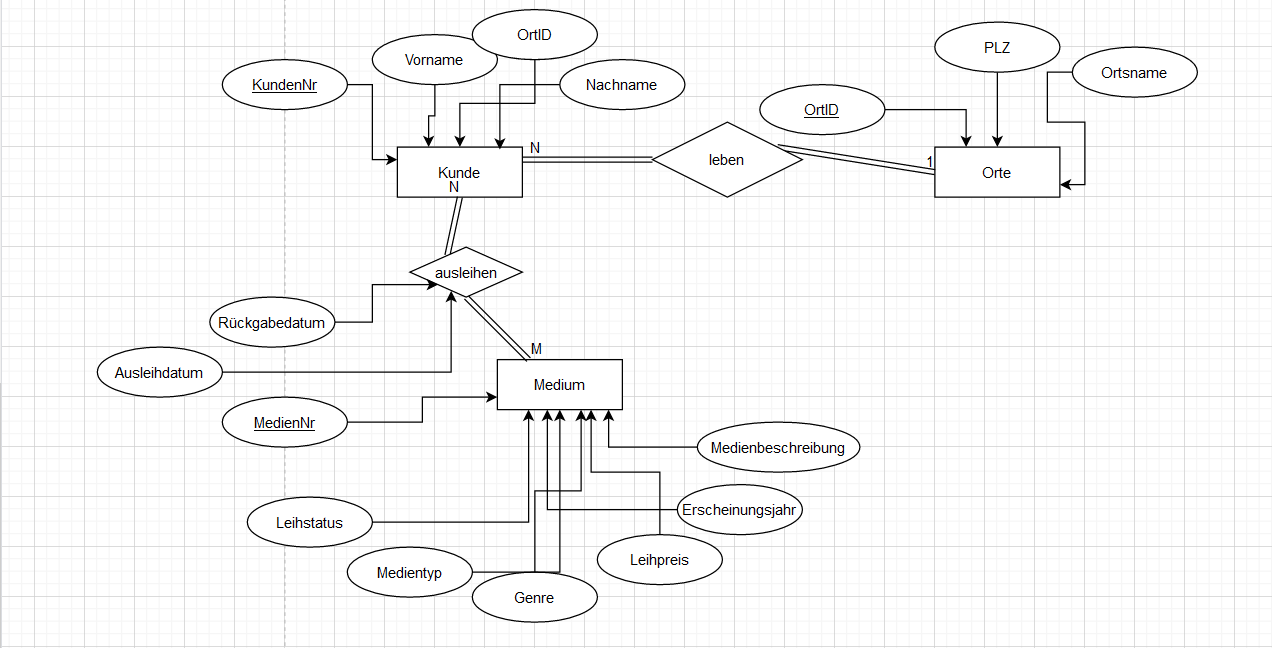 OrtID
PLZ
Vorname
Ortsname
KundenNr
Nachname
OrtID
N
leben
1
Kunde
Orte
N
ausleihen
Rückgabedatum
M
Ausleihdatum
Medium
MedienNr
Medienbeschreibung
Erscheinungsjahr
Leihstatus
Leihpreis
Medientyp
Genre